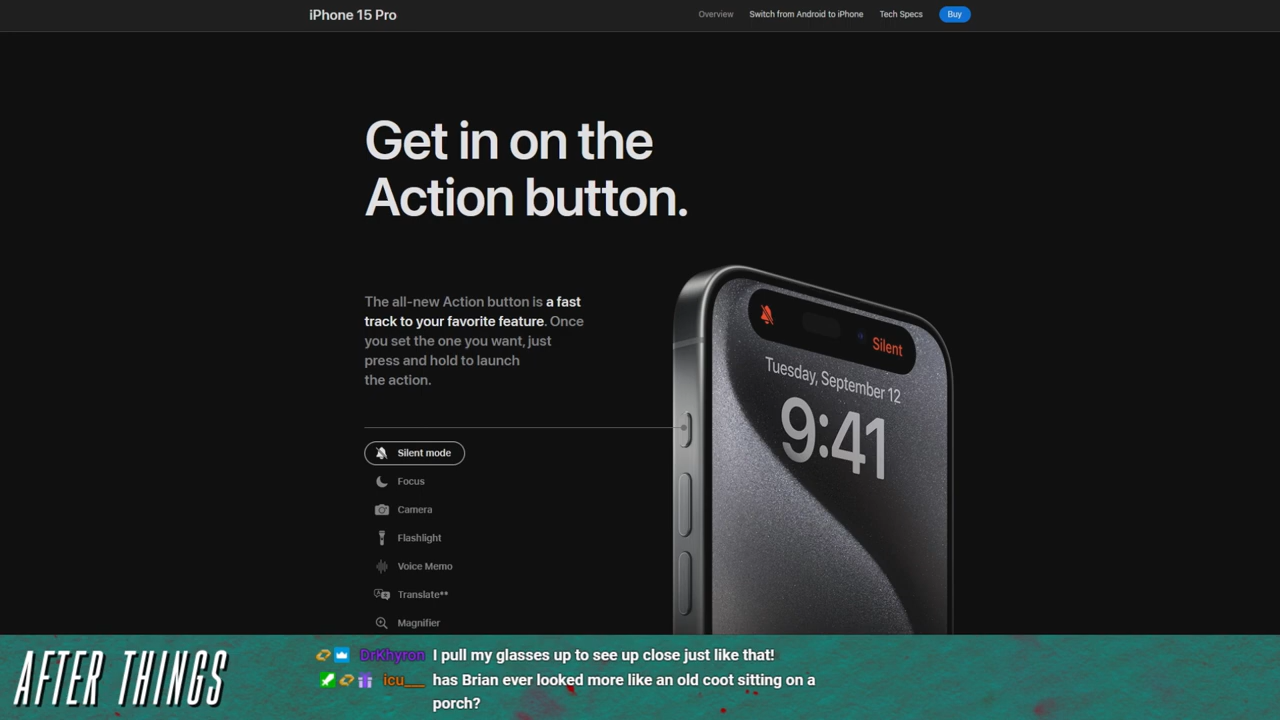 iPhone 15 Pro
Overview
Switch from Android to iPhone
Tech Specs
Buy
Get in on the
Action button.
The all-new Action button is a fast
track to your favorite feature. Once
you set the one you want, just
press and hold to launch
the action.
Silent mode
Focus
Camera
Flashlight
Voice Memo
Translate**
Magnifier
Silent
Tuesday, September 12
9:41
AFTER THINGS
DrKhyron I pull my glasses up to see up close just like that!
icu___ has Brian ever looked more like an old coot sitting on a
porch?